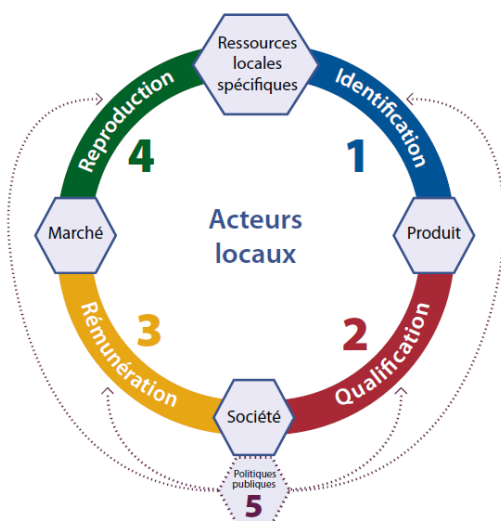 Ressources
locales
spécifiques
Identification
1
Produit
Qualification
2
Société
Rémunération
3
Marché
Reproduction
4
Acteurs
locaux
Politiques
publiques
5